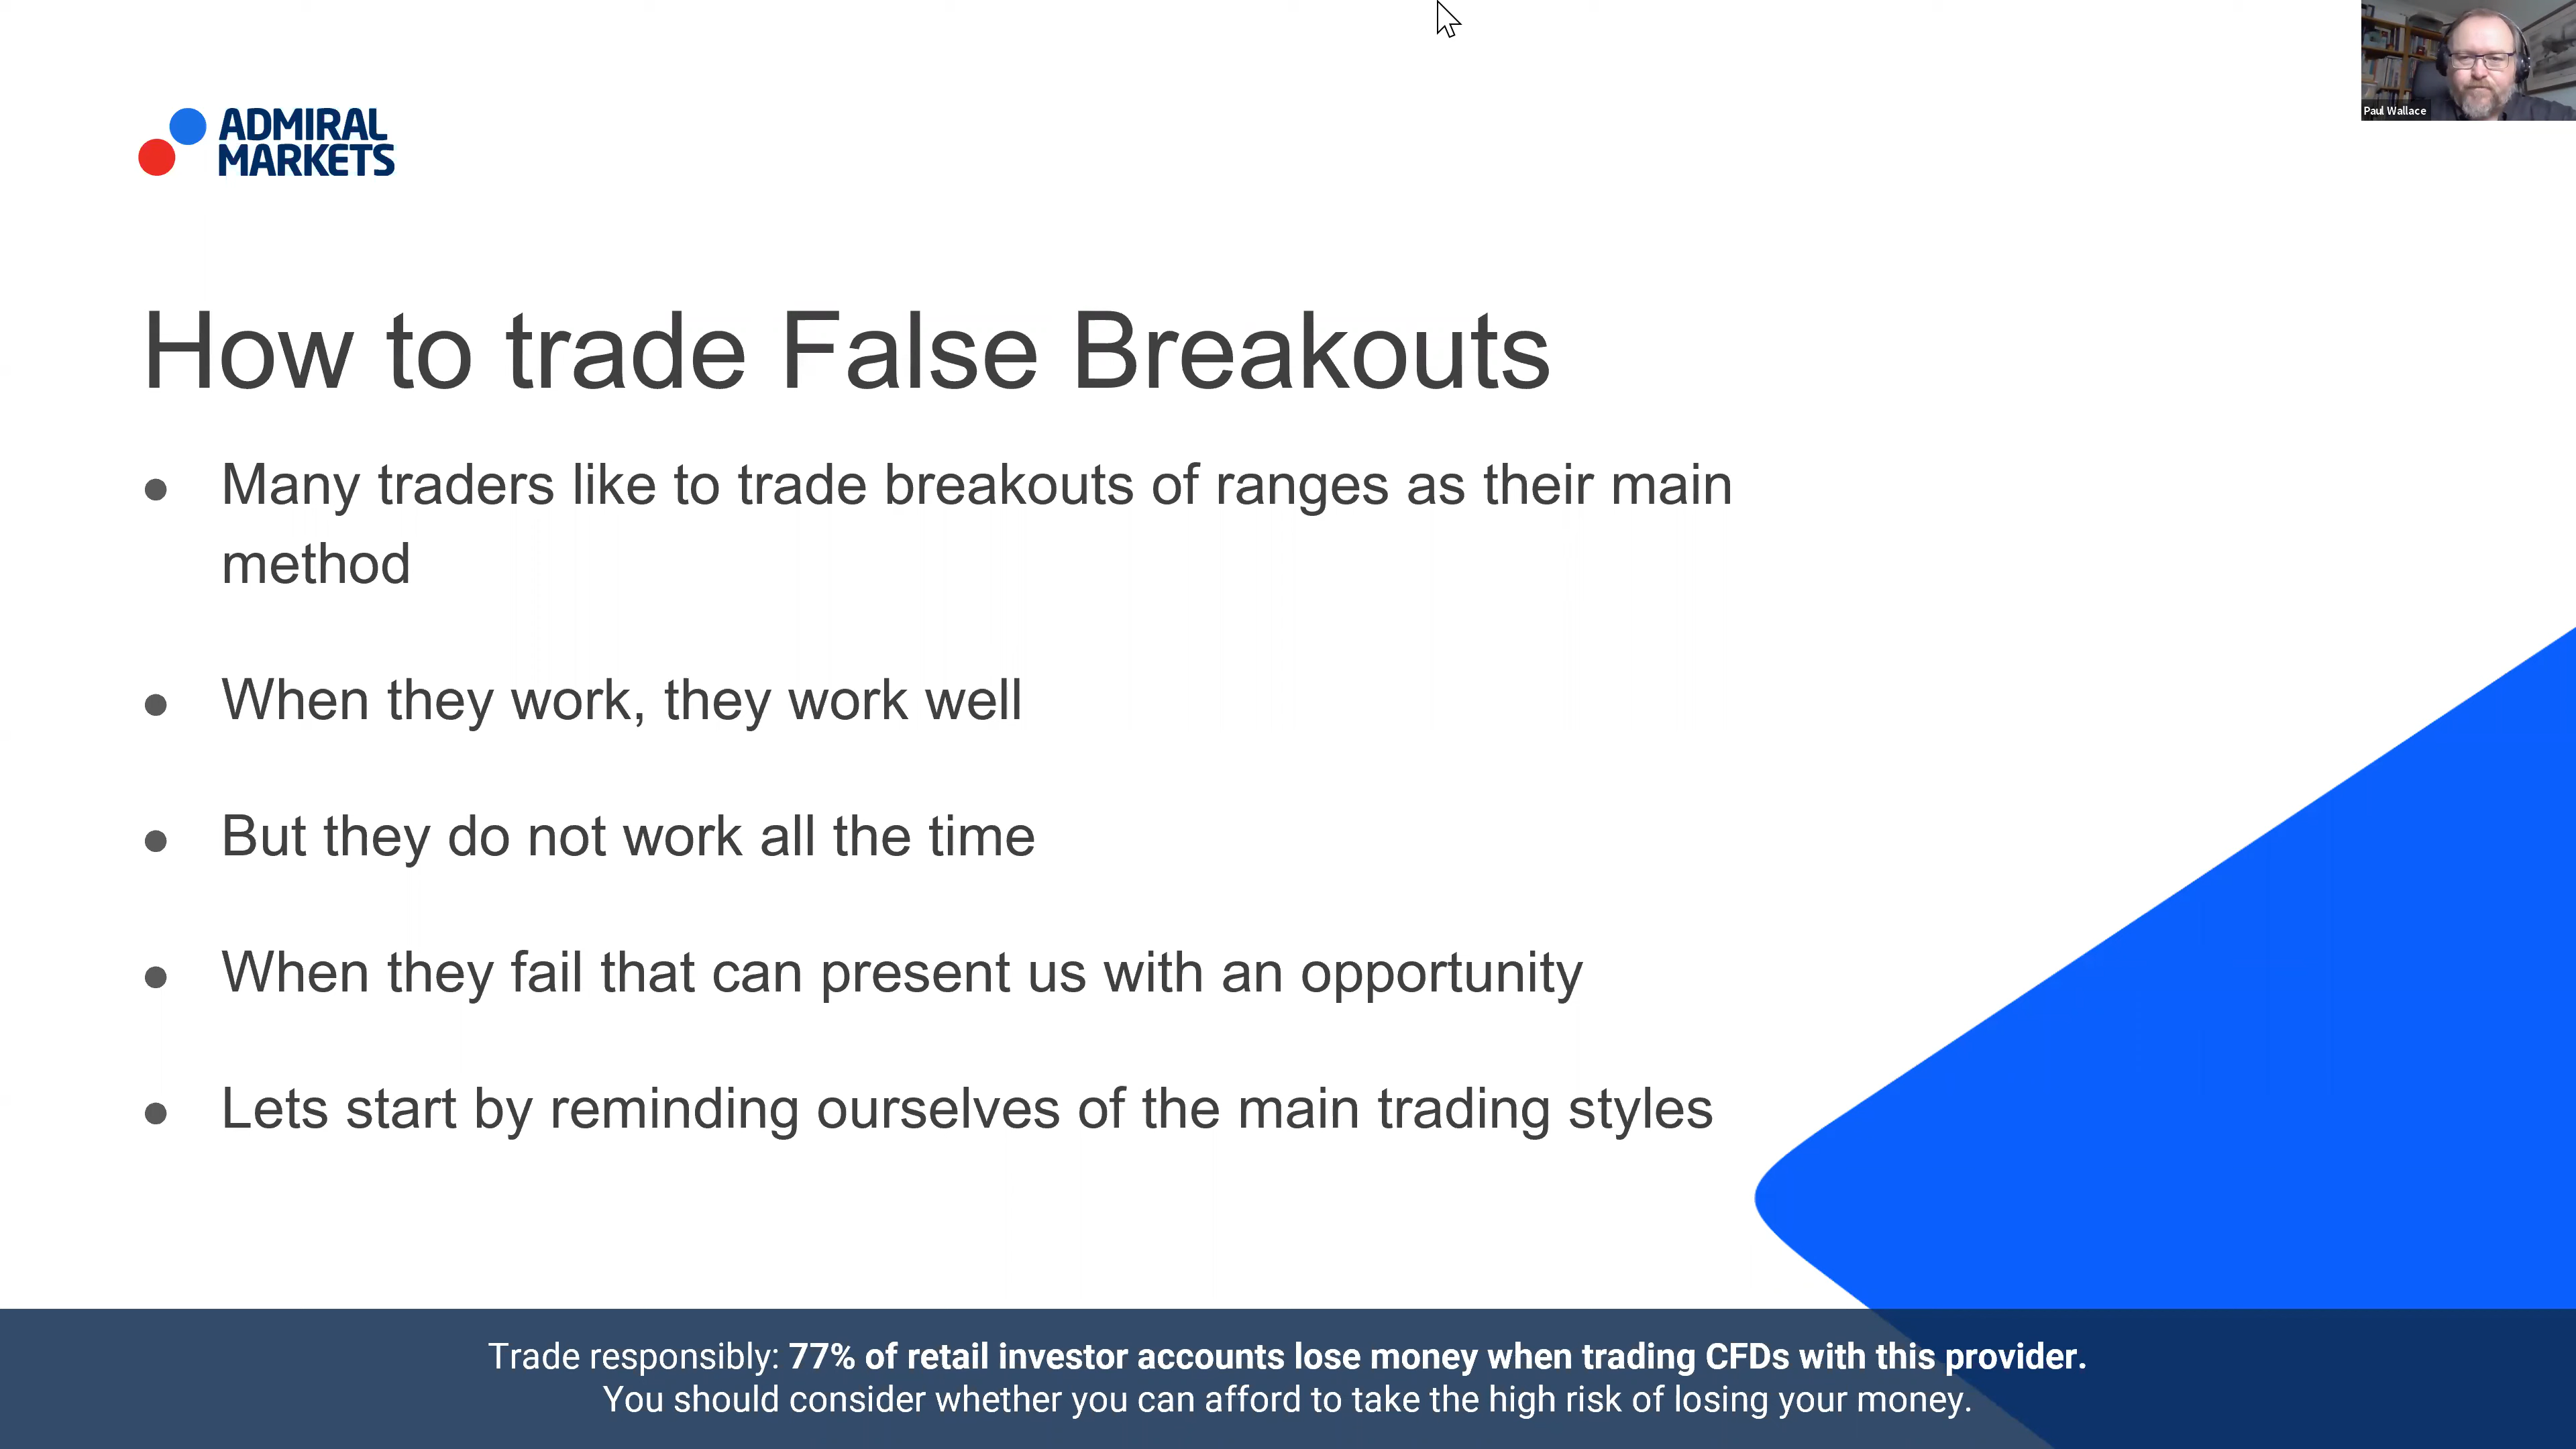 Paul Wallace
ADMIRAL
MARKETS
How to trade False Breakouts
● Many traders like to trade breakouts of ranges as their main
method
● When they work, they work well
● But they do not work all the time
● When they fail that can present us with an opportunity
● Lets start by reminding ourselves of the main trading styles
Trade responsibly: 77% of retail investor accounts lose money when trading CFDs with this provider.
You should consider whether you can afford to take the high risk of losing your money.